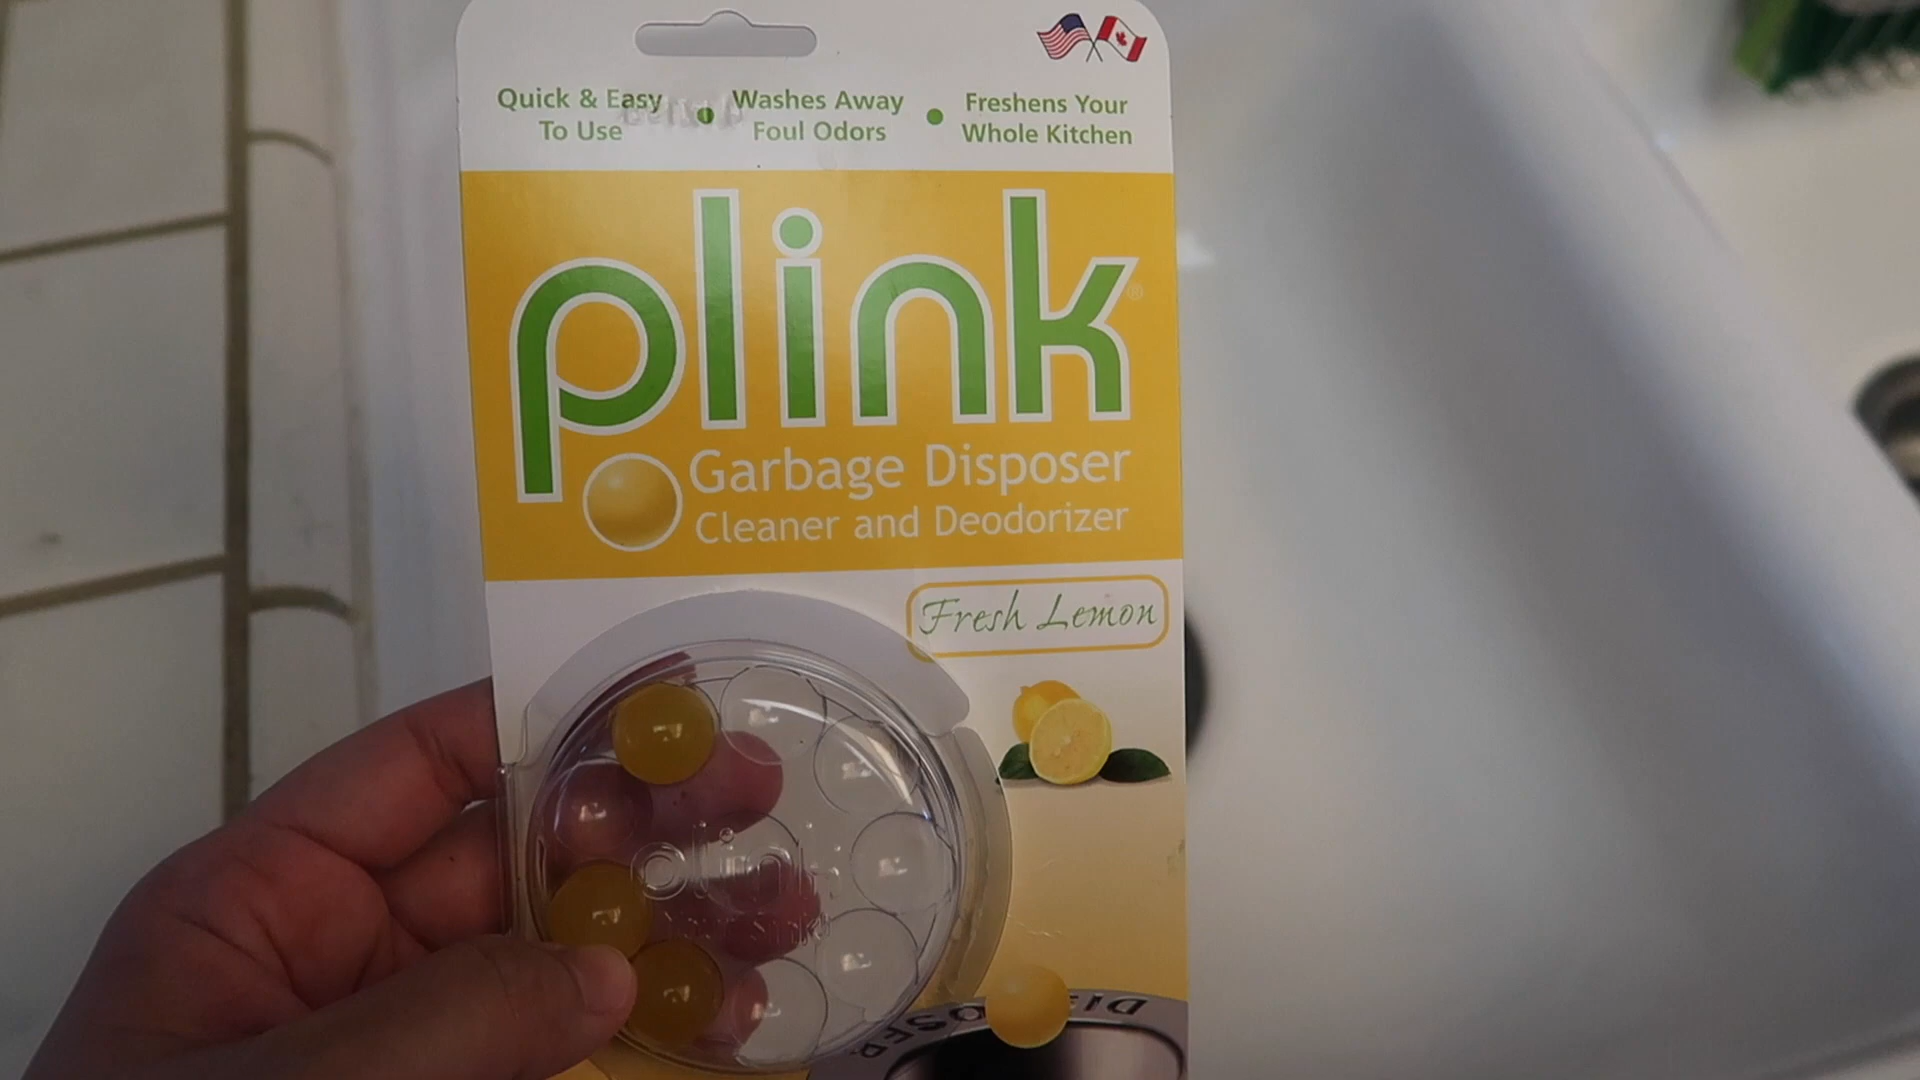 Quick & Easy
To Use
Washes Away
Foul Odors
Freshens Your
Whole Kitchen
plink®
Garbage Disposer
Cleaner and Deodorizer
Fresh Lemon
plink
DISPOSER